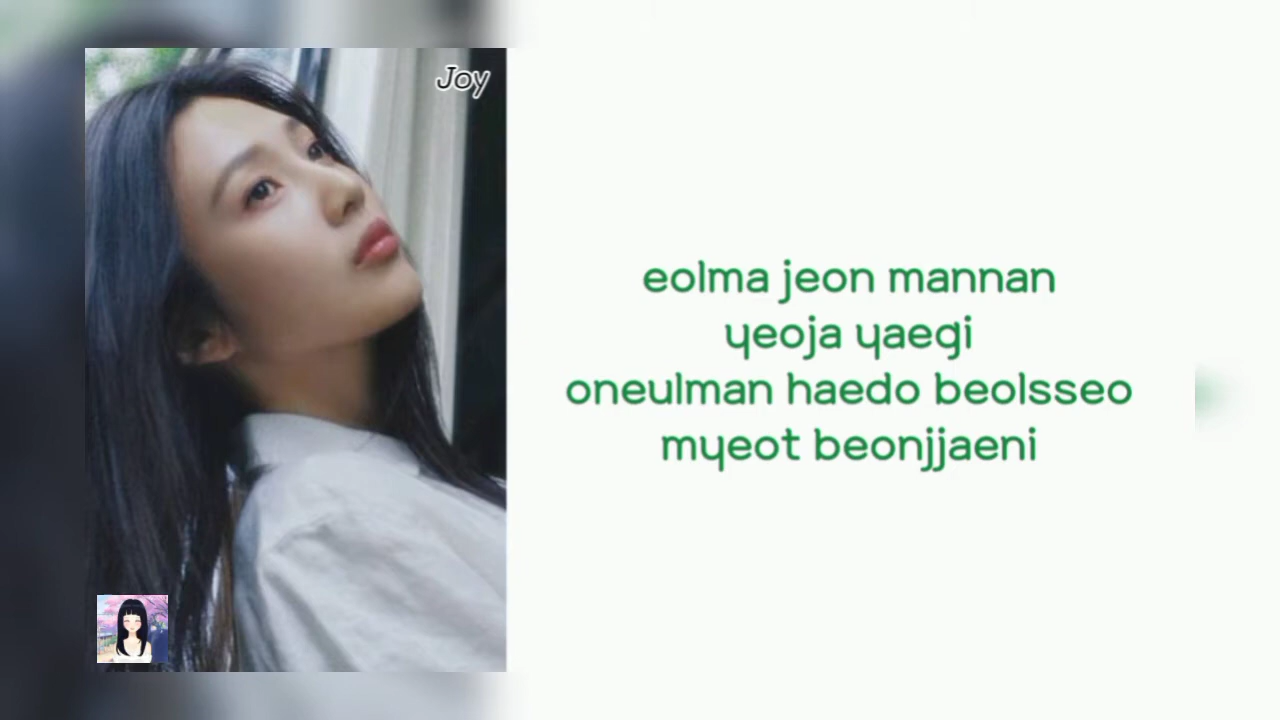 Joy
eolma jeon mannan
yeoja yaegi
oneulman haedo beolsseo
myeot beonjjaeni